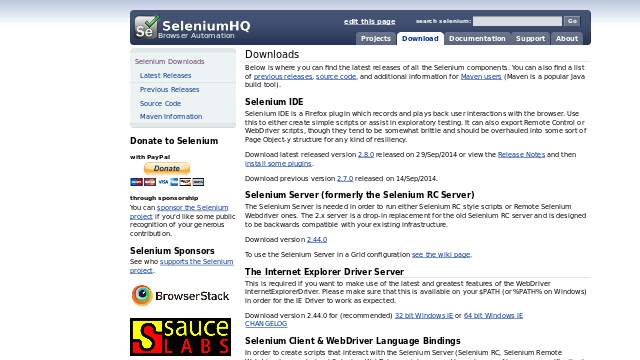 SeleniumHQ
Browser Automation
edit this page
search selenium:
Go
Projects
Download
Documentation
Support
About
Selenium Downloads
Latest Releases
Previous Releases
Source Code
Maven Information
Donate to Selenium
with PayPal
Donate
through sponsorship
You can sponsor the Selenium
project if you'd like some public
recognition of your generous
contribution.
Selenium Sponsors
See who supports the Selenium
project.
BrowserStack
SAUCE
LABS
Downloads
Below is where you can find the latest releases of all the Selenium components. You can also find a list
of previous releases, source code, and additional information for Maven users (Maven is a popular Java
build tool).
Selenium IDE
Selenium IDE is a Firefox plugin which records and plays back user interactions with the browser. Use
this to either create simple scripts or assist in exploratory testing. It can also export Remote Control or
WebDriver scripts, though they tend to be somewhat brittle and should be overhauled into some sort of
Page Object-y structure for any kind of resiliency.
Download latest released version 2.8.0 released on 29/Sep/2014 or view the Release Notes and then
install some plugins.
Download previous version 2.7.0 released on 14/Sep/2014.
Selenium Server (formerly the Selenium RC Server)
The Selenium Server is needed in order to run either Selenium RC style scripts or Remote Selenium
Webdriver ones. The 2.x server is a drop-in replacement for the old Selenium RC server and is designed
to be backwards compatible with your existing infrastructure.
Download version 2.44.0
To use the Selenium Server in a Grid configuration see the wiki page.
The Internet Explorer Driver Server
This is required if you want to make use of the latest and greatest features of the WebDriver
InternetExplorerDriver. Please make sure that this is available on your $PATH (or %PATH% on Windows)
in order for the IE Driver to work as expected.
Download version 2.44.0 for (recommended) 32 bit Windows IE or 64 bit Windows IE
CHANGELOG
Selenium Client & WebDriver Language Bindings
In order to create scripts that interact with the Selenium Server (Selenium RC, Selenium Remote